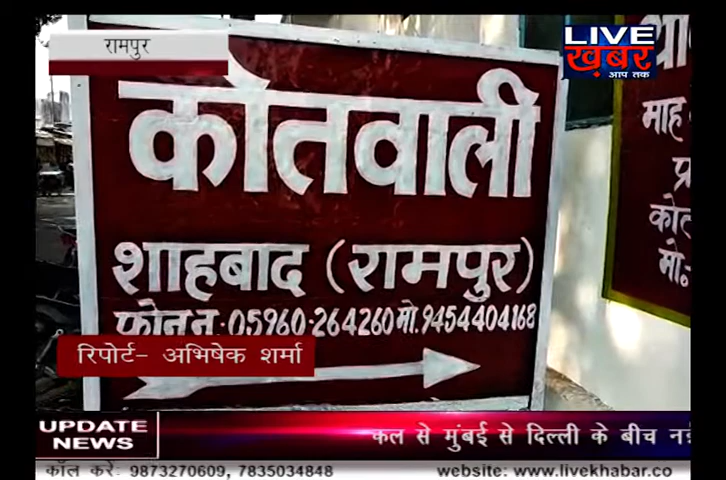 रामपुर
LIVE
ख़बर
आप तक
कोतवाली
शाहबाद (रामपुर)
फोन न॰ 05960-264260 मो. 9454404168
माह
को
मो.
रिपोर्ट- अभिषेक शर्मा
UPDATE
NEWS
कल से मुंबई से दिल्ली के बीच
कॉल करें: 9873270609, 7835034848
website: www.livekhabar.co